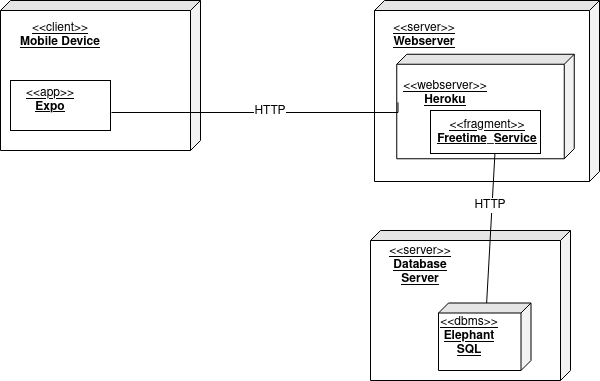 <<client>>
Mobile Device
<<app>>
Expo
HTTP
<<server>>
Webserver
<<webserver>>
Heroku
<<fragment>>
Freetime_Service
HTTP
<<server>>
Database
Server
<<dbms>>
Elephant
SQL